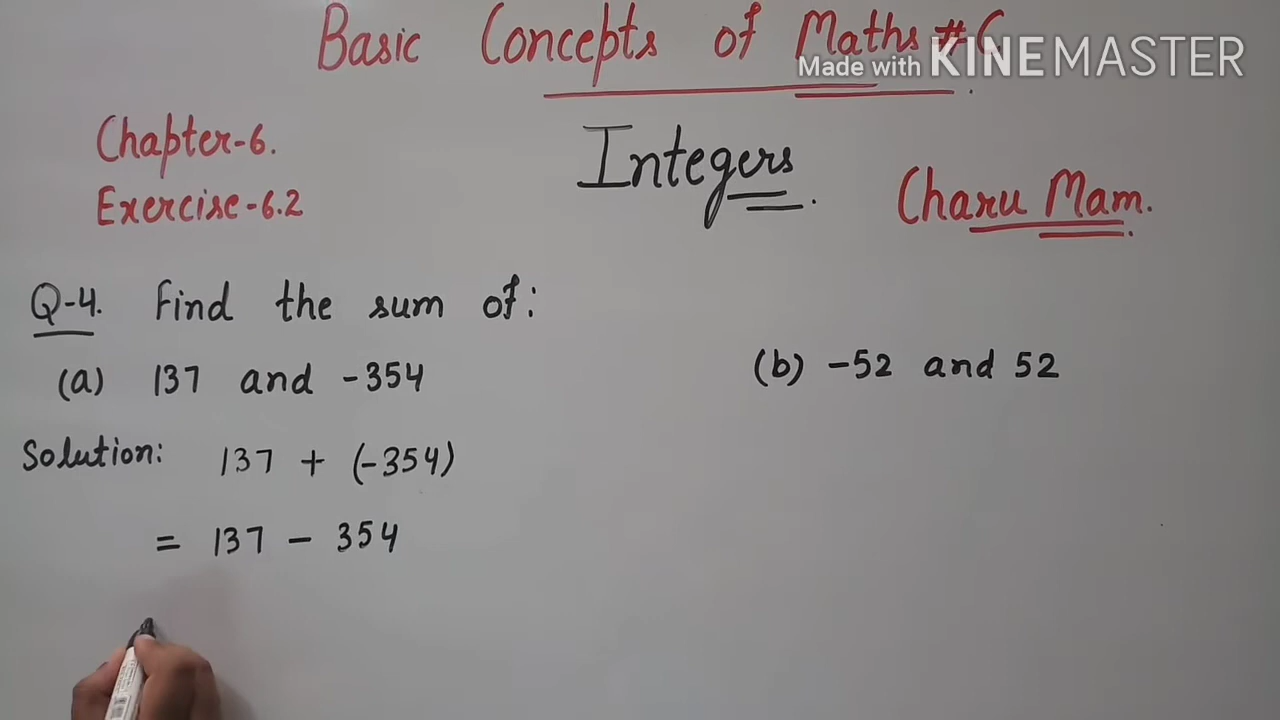 Basic Concepts of Maths #6
Made with KINEMASTER
Chapter-6.
Integers.
Exercise-6.2
Charu Mam.
Q-4. Find the sum of:
(a) 137 and -354
(b) -52 and 52
Solution: 137 + (-354)
= 137 - 354